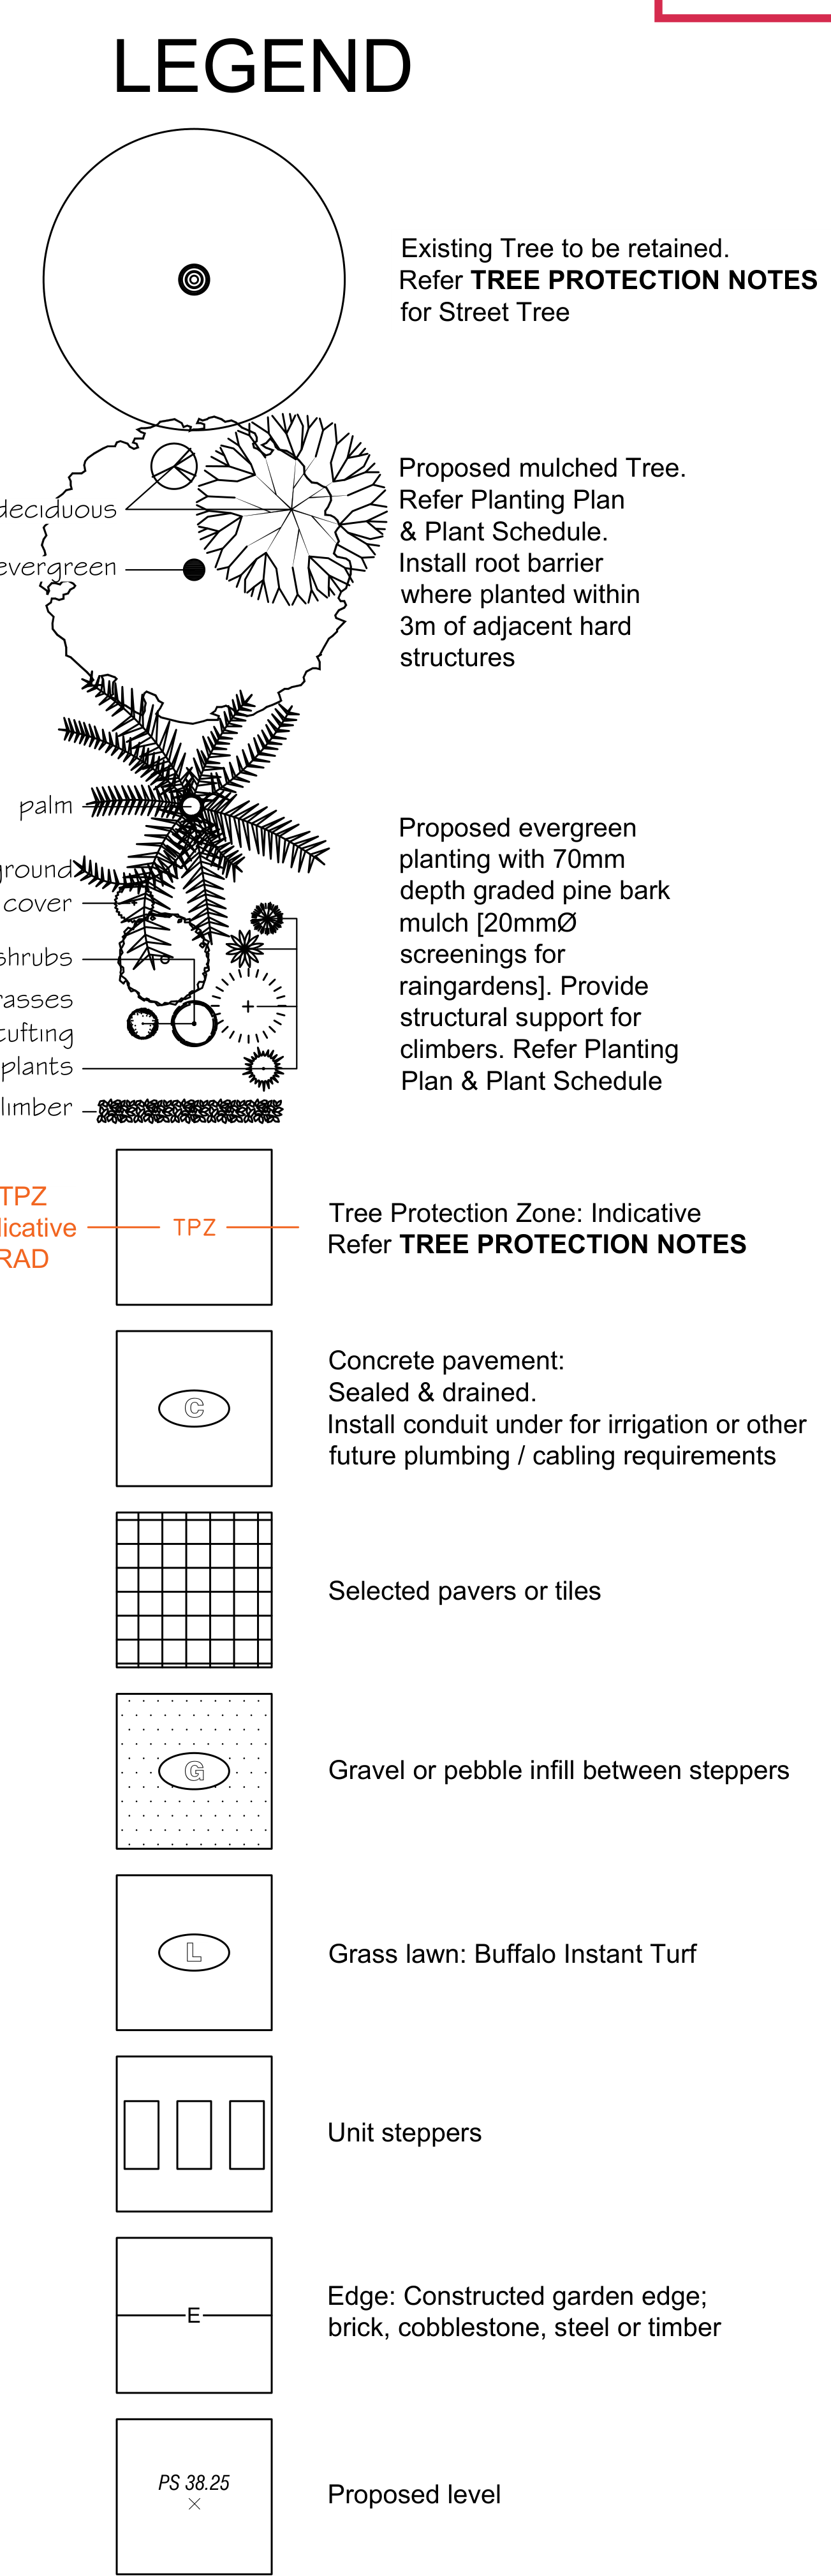 LEGEND
Existing Tree to be retained.
Refer TREE PROTECTION NOTES
for Street Tree
deciduous
evergreen
Proposed mulched Tree.
Refer Planting Plan
& Plant Schedule.
Install root barrier
where planted within
3m of adjacent hard
structures
palm
ground
cover
shrubs
rasses
tufting
plants
limber
Proposed evergreen
planting with 70mm
depth graded pine bark
mulch [20mmØ
screenings for
raingardens]. Provide
structural support for
climbers. Refer Planting
Plan & Plant Schedule
TPZ
dicative
RAD
TPZ
Tree Protection Zone: Indicative
Refer TREE PROTECTION NOTES
C
Concrete pavement:
Sealed & drained.
Install conduit under for irrigation or other
future plumbing / cabling requirements
Selected pavers or tiles
G
Gravel or pebble infill between steppers
L
Grass lawn: Buffalo Instant Turf
Unit steppers
E
Edge: Constructed garden edge;
brick, cobblestone, steel or timber
PS 38.25
Proposed level